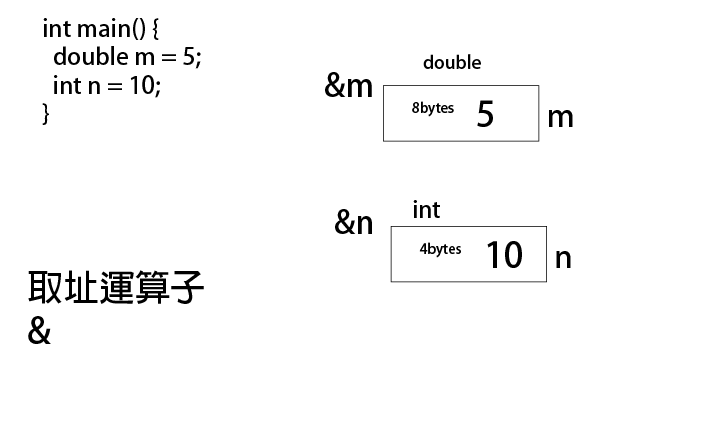 int main() {
double m = 5;
int n = 10;
}
double
&m
8bytes 5
m
int
&n
4bytes 10
n
取址運算子
&